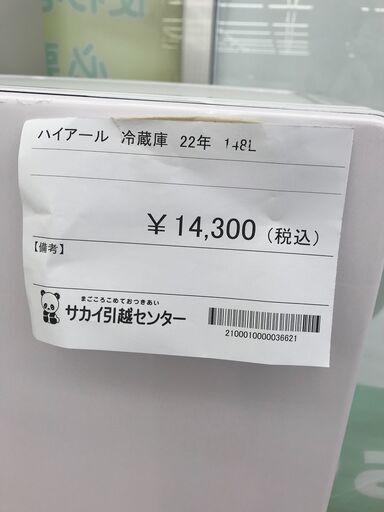 ハイアール 冷蔵庫 22年 148L
￥14,300（税込）
【備考】
まごころこめておつきあい
サカイ引越センター
2100010000036621